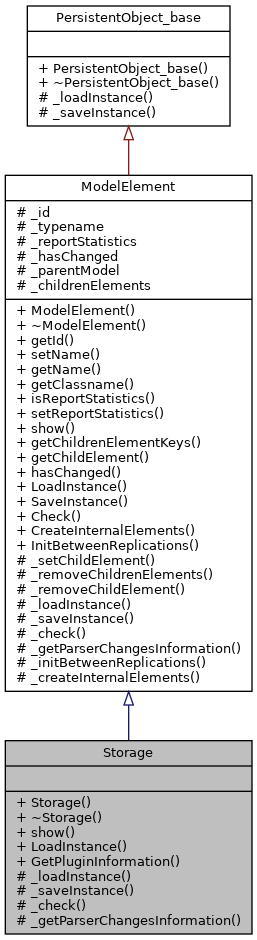 PersistentObject_base
+ PersistentObject_base()
+ ~PersistentObject_base()
# _loadInstance()
# _saveInstance()
ModelElement
# _id
# _typename
# _reportStatistics
# _hasChanged
# _parentModel
# _childrenElements
+ ModelElement()
+ ~ModelElement()
+ getId()
+ setName()
+ getName()
+ getClassname()
+ isReportStatistics()
+ setReportStatistics()
+ show()
+ getChildrenElementKeys()
+ getChildElement()
+ hasChanged()
+ LoadInstance()
+ SaveInstance()
+ Check()
+ CreateInternalElements()
+ InitBetweenReplications()
# _setChildElement()
# _removeChildrenElements()
# _removeChildElement()
# _loadInstance()
# _saveInstance()
# _check()
# _getParserChangesInformation()
# _initBetweenReplications()
# _createInternalElements()
Storage
+ Storage()
+ ~Storage()
+ show()
+ LoadInstance()
+ GetPluginInformation()
# _loadInstance()
# _saveInstance()
# _check()
# _getParserChangesInformation()